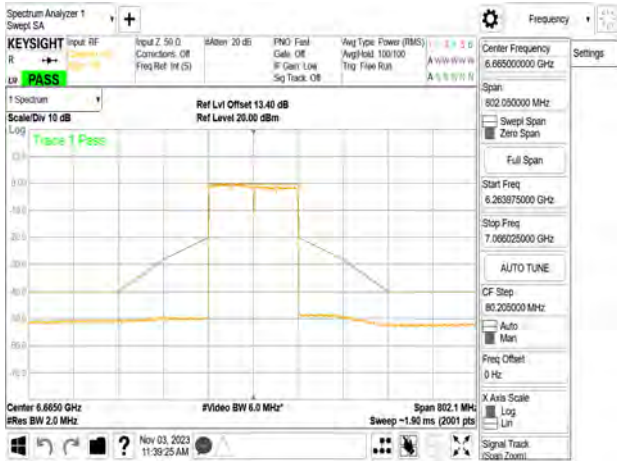 Spectrum Analyzer 1
Swept SA
+
Frequency
KEYSIGHT
Input: RF
Input Z: 50 Ω
#Atten: 20 dB
PNO: Fast
Avg Type: Power (RMS)
R
Corrections: Off
Gate: Off
Avg|Hold: 100/100
Freq Ref: Int (S)
IF Gain: Low
Trig: Free Run
Sig Track: Off
PASS
Center Frequency
6.665000000 GHz
Settings
Span
802.050000 MHz
Swept Span
Zero Span
Full Span
Start Freq
6.263975000 GHz
Stop Freq
7.066025000 GHz
AUTO TUNE
CF Step
80.205000 MHz
Auto
Man
Freq Offset
0 Hz
X Axis Scale
Log
Lin
Signal Track
(Span Zoom)
1 Spectrum
Ref Lvl Offset 13.40 dB
Scale/Div 10 dB
Ref Level 20.00 dBm
Log
Trace 1 Pass
Center 6.6650 GHz
#Video BW 6.0 MHz*
Span 802.1 MHz
#Res BW 2.0 MHz
Sweep ~1.90 ms (2001 pts
?
Nov 03, 2023
11:39:25 AM